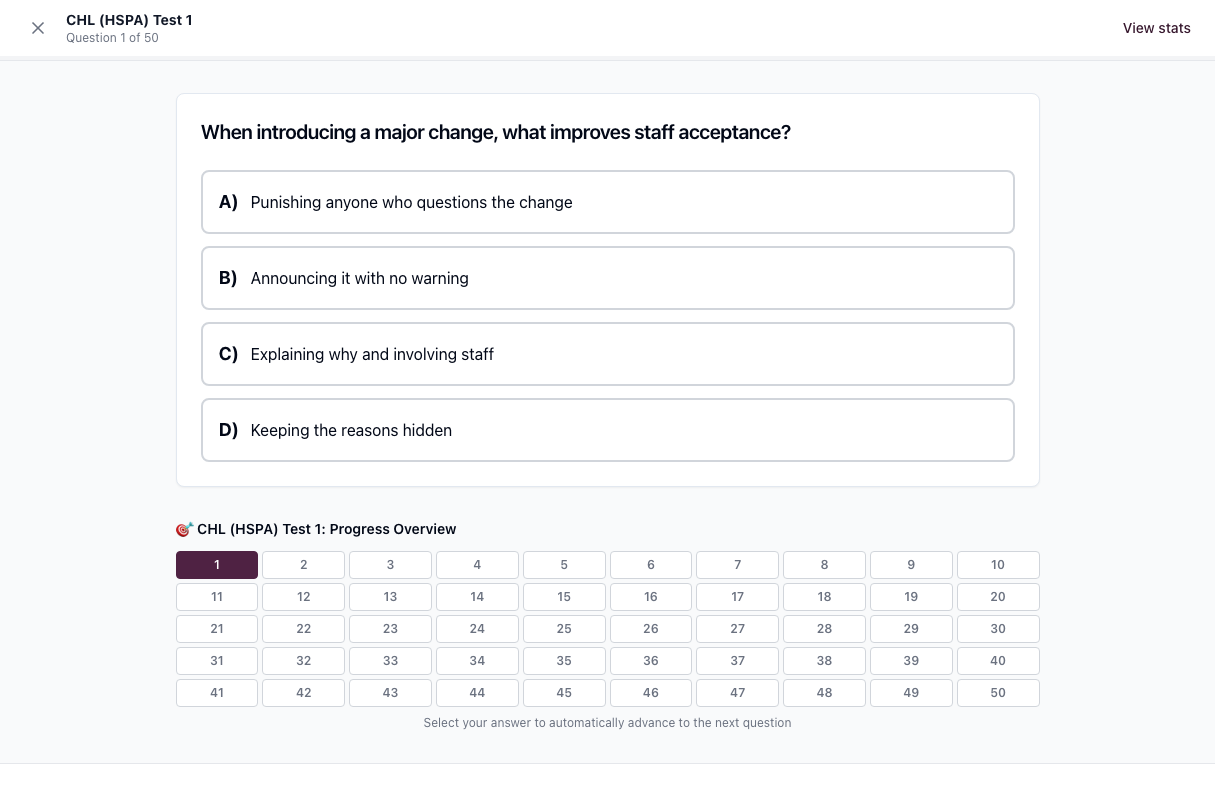 CHL (HSPA) Test 1
Question 1 of 50
View stats
When introducing a major change, what improves staff acceptance?
A) Punishing anyone who questions the change
B) Announcing it with no warning
C) Explaining why and involving staff
D) Keeping the reasons hidden
🎯 CHL (HSPA) Test 1: Progress Overview
1 2 3 4 5 6 7 8 9 10
11 12 13 14 15 16 17 18 19 20
21 22 23 24 25 26 27 28 29 30
31 32 33 34 35 36 37 38 39 40
41 42 43 44 45 46 47 48 49 50
Select your answer to automatically advance to the next question